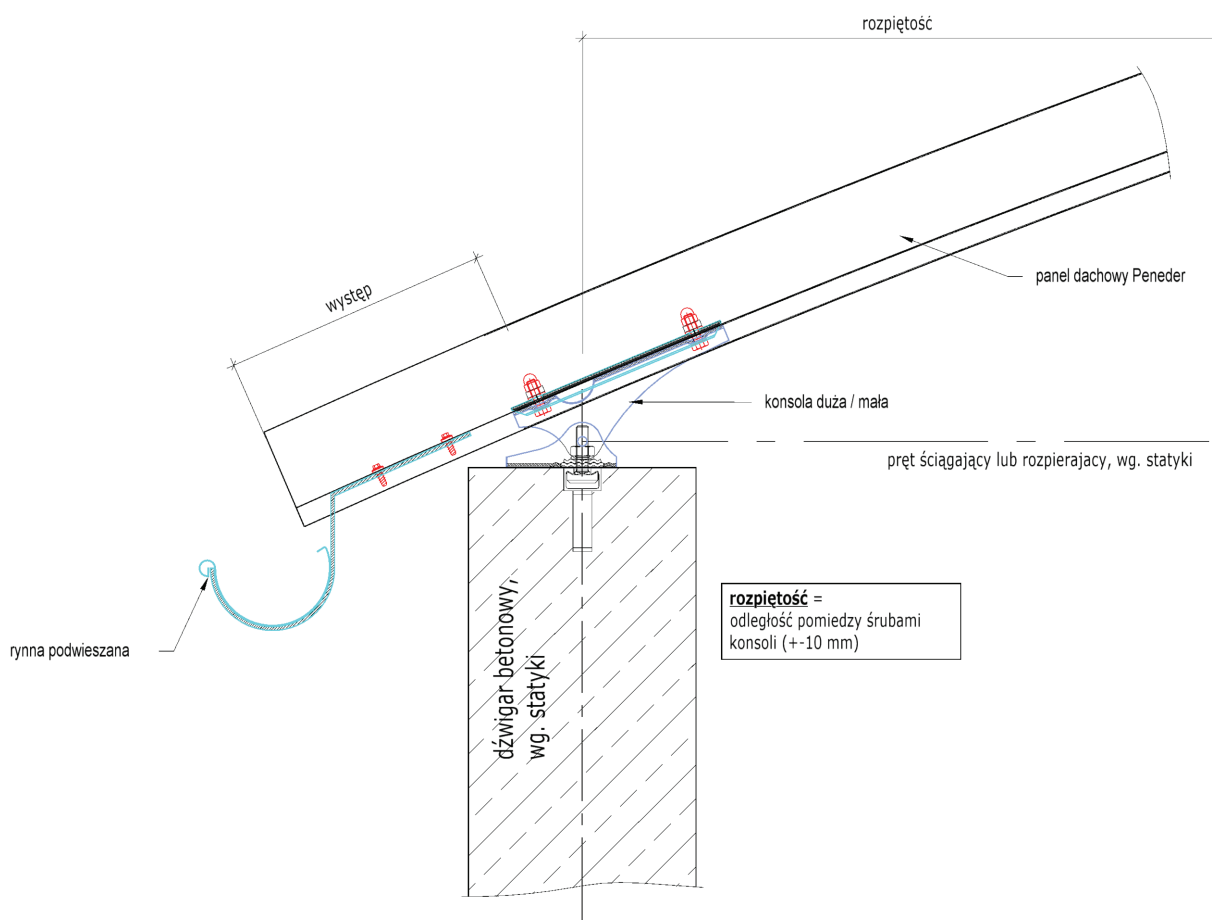 rozpiętość
występ
panel dachowy Peneder
konsola duża / mała
pręt ściągający lub rozpierajacy, wg. statyki
dźwigar betonowy,
wg. statyki
rozpiętość =
odległość pomiedzy śrubami
konsoli (+-10 mm)
rynna podwieszana